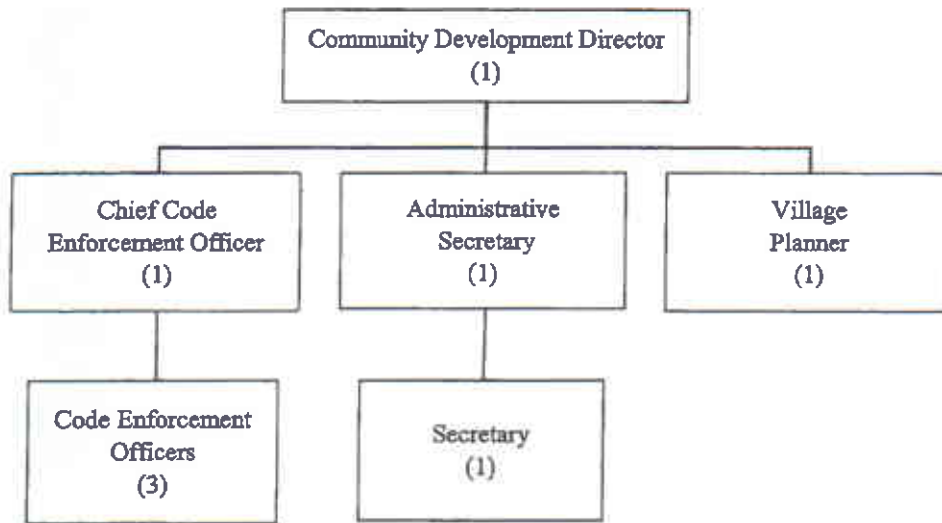 Community Development Director
(1)
Chief Code
Enforcement Officer
(1)
Administrative
Secretary
(1)
Village
Planner
(1)
Code Enforcement
Officers
(3)
Secretary
(1)